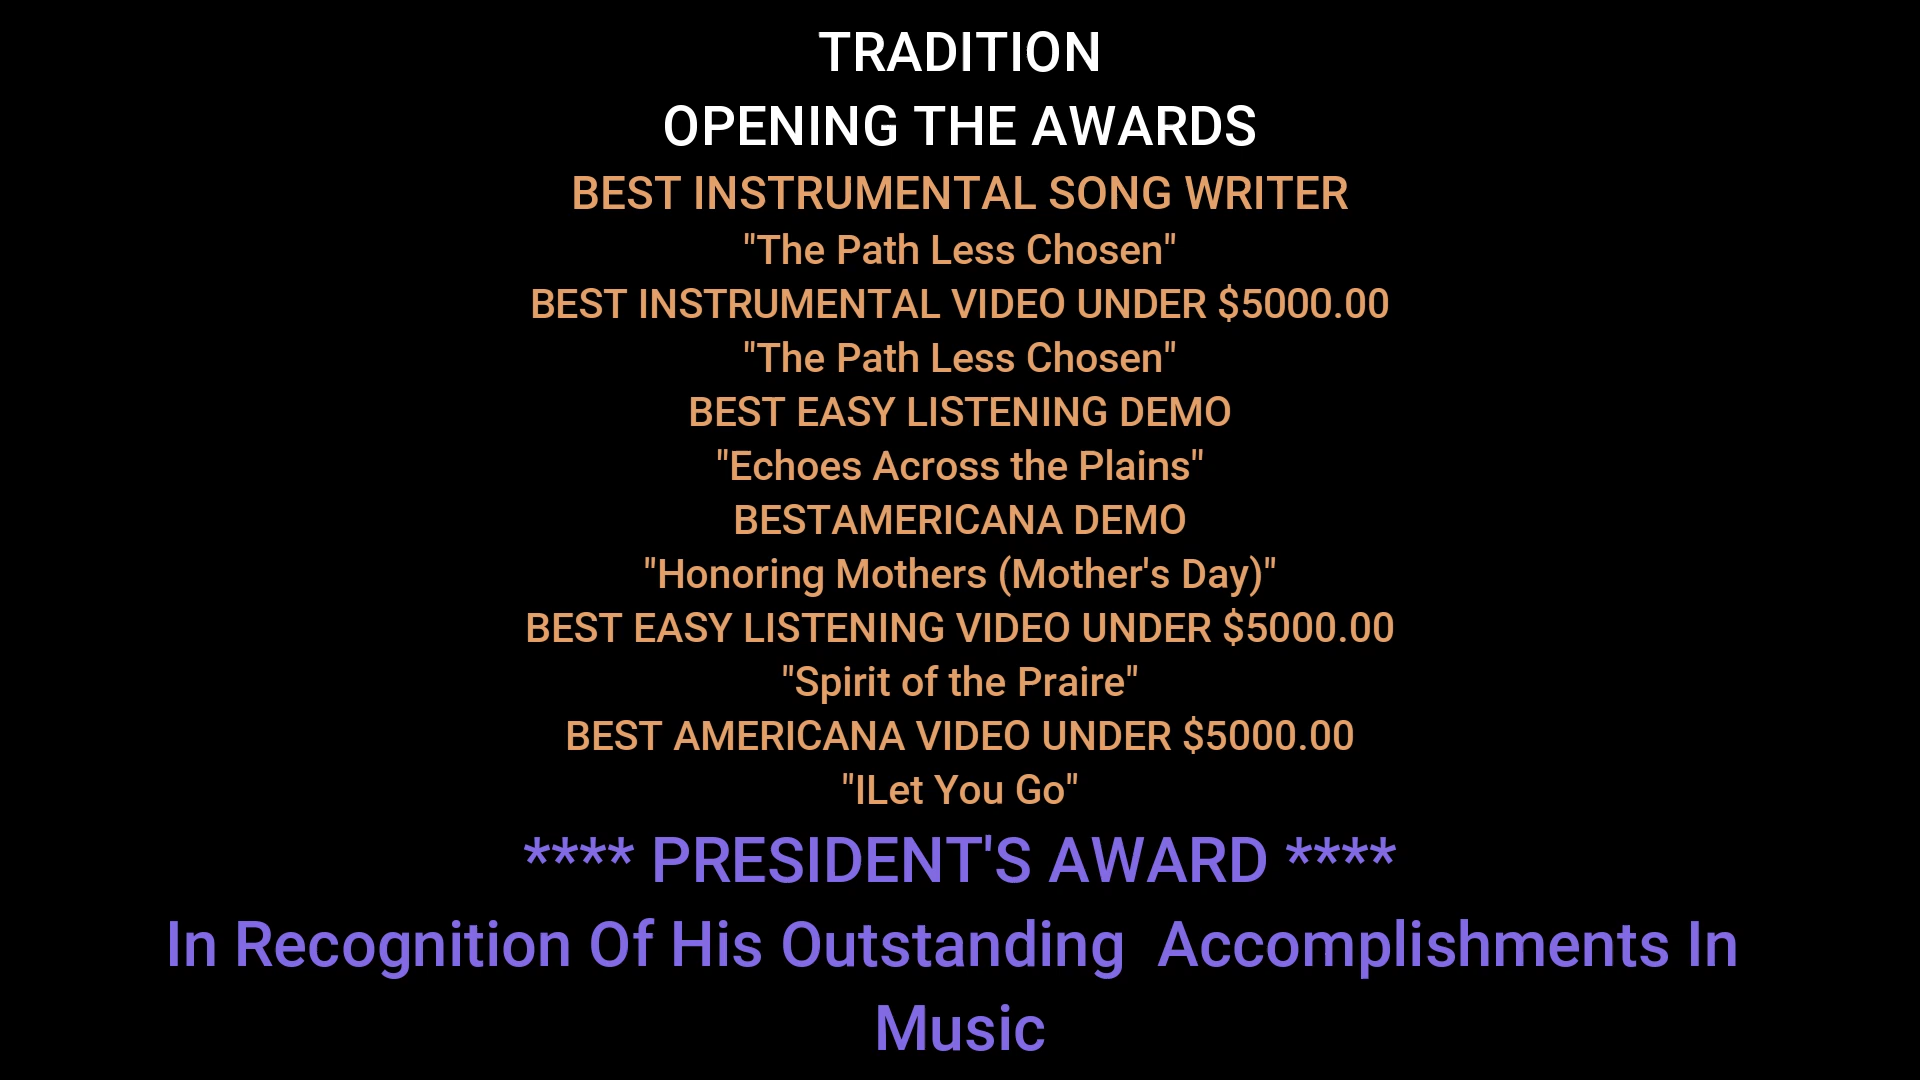 TRADITION
OPENING THE AWARDS
BEST INSTRUMENTAL SONG WRITER
"The Path Less Chosen"
BEST INSTRUMENTAL VIDEO UNDER $5000.00
"The Path Less Chosen"
BEST EASY LISTENING DEMO
"Echoes Across the Plains"
BESTAMERICANA DEMO
"Honoring Mothers (Mother's Day)"
BEST EASY LISTENING VIDEO UNDER $5000.00
"Spirit of the Praire"
BEST AMERICANA VIDEO UNDER $5000.00
"ILet You Go"
**** PRESIDENT'S AWARD ****
In Recognition Of His Outstanding  Accomplishments In
Music